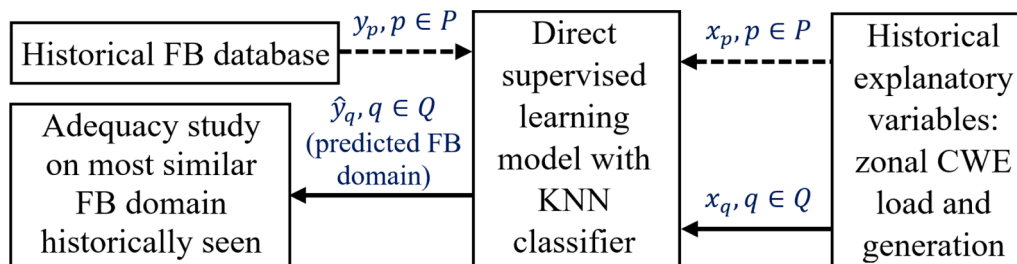 Historical FB database
y_p, p ∈ P
Direct
supervised
learning
model with
KNN
classifier
x_p, p ∈ P
Historical
explanatory
variables:
zonal CWE
load and
generation
Adequacy study
on most similar
FB domain
historically seen
ŷ_q, q ∈ Q
(predicted FB
domain)
x_q, q ∈ Q